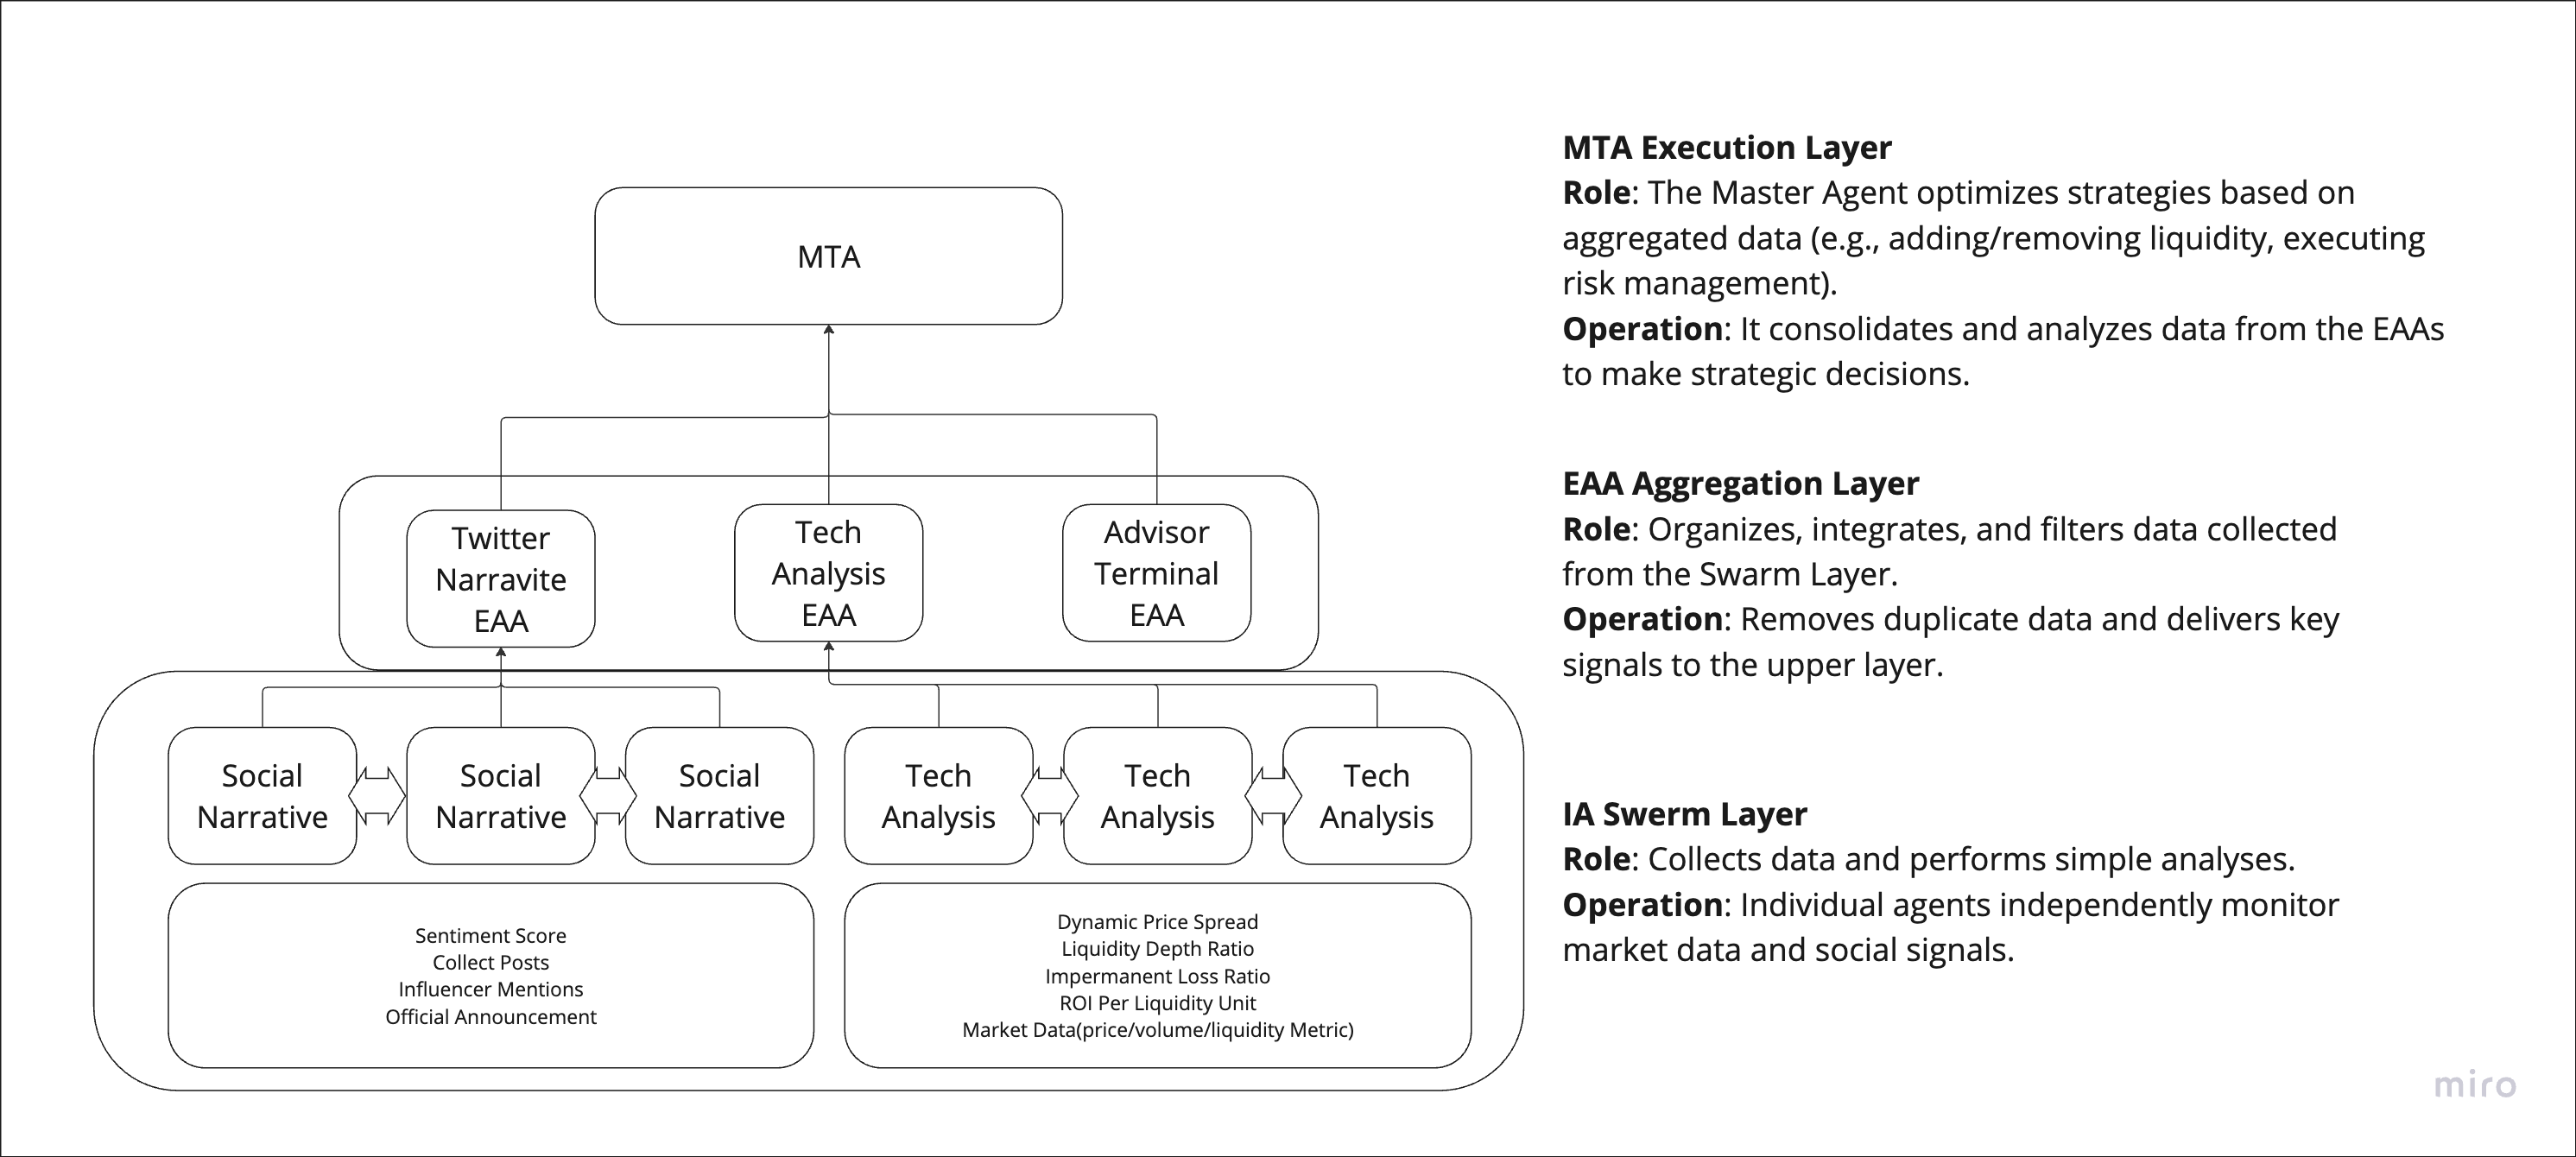 MTA
Twitter
Narravite
EAA
Tech
Analysis
EAA
Advisor
Terminal
EAA
Social
Narrative
Social
Narrative
Social
Narrative
Tech
Analysis
Tech
Analysis
Tech
Analysis
Sentiment Score
Collect Posts
Influencer Mentions
Official Announcement
Dynamic Price Spread
Liquidity Depth Ratio
Impermanent Loss Ratio
ROI Per Liquidity Unit
Market Data(price/volume/liquidity Metric)
MTA Execution Layer
Role: The Master Agent optimizes strategies based on
aggregated data (e.g., adding/removing liquidity, executing
risk management).
Operation: It consolidates and analyzes data from the EAAs
to make strategic decisions.
EAA Aggregation Layer
Role: Organizes, integrates, and filters data collected
from the Swarm Layer.
Operation: Removes duplicate data and delivers key
signals to the upper layer.
IA Swerm Layer
Role: Collects data and performs simple analyses.
Operation: Individual agents independently monitor
market data and social signals.
miro